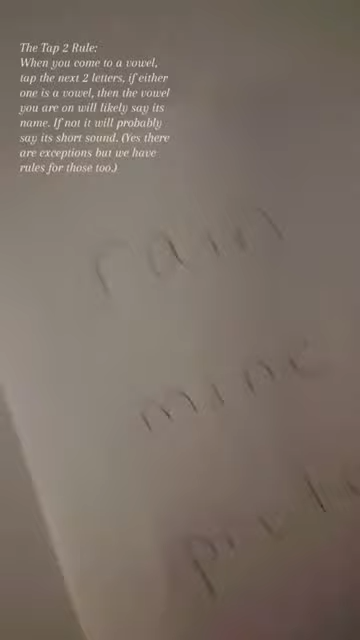 The Tap 2 Rule:
When you come to a vowel,
tap the next 2 letters, if either
one is a vowel, then the vowel
you are on will likely say its
name. If not it will probably
say its short sound. (Yes there
are exceptions but we have
rules for those too.)
rain
mine